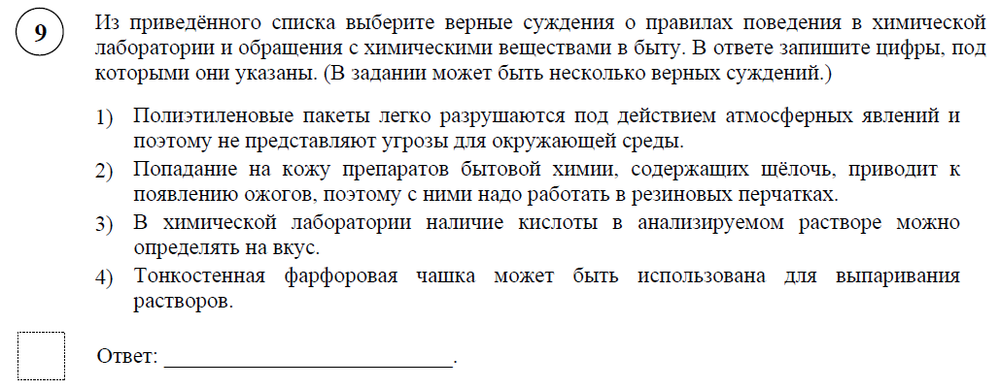 9
Из приведённого списка выберите верные суждения о правилах поведения в химической
лаборатории и обращения с химическими веществами в быту. В ответе запишите цифры, под
которыми они указаны. (В задании может быть несколько верных суждений.)
1) Полиэтиленовые пакеты легко разрушаются под действием атмосферных явлений и
поэтому не представляют угрозы для окружающей среды.
2) Попадание на кожу препаратов бытовой химии, содержащих щёлочь, приводит к
появлению ожогов, поэтому с ними надо работать в резиновых перчатках.
3) В химической лаборатории наличие кислоты в анализируемом растворе можно
определять на вкус.
4) Тонкостенная фарфоровая чашка может быть использована для выпаривания
растворов.
Ответ: ___________________________.